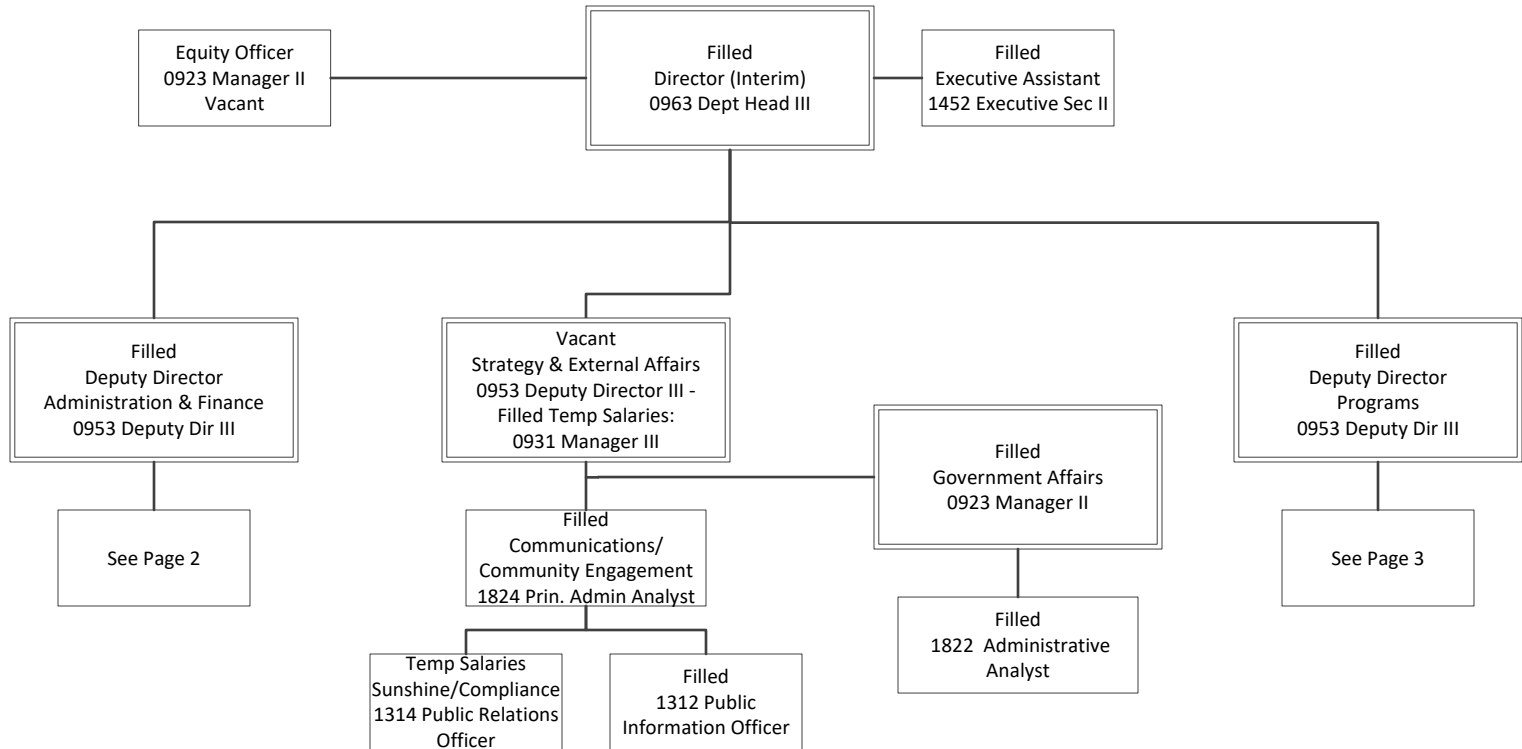 Equity Officer
0923 Manager II
Vacant
Filled
Director (Interim)
0963 Dept Head III
Filled
Executive Assistant
1452 Executive Sec II
Filled
Deputy Director
Administration & Finance
0953 Deputy Dir III
Vacant
Strategy & External Affairs
0953 Deputy Director III -
Filled Temp Salaries:
0931 Manager III
Filled
Government Affairs
0923 Manager II
Filled
Deputy Director
Programs
0953 Deputy Dir III
See Page 2
Filled
Communications/
Community Engagement
1824 Prin. Admin Analyst
See Page 3
Filled
1822 Administrative
Analyst
Temp Salaries
Sunshine/Compliance
1314 Public Relations
Officer
Filled
1312 Public
Information Officer